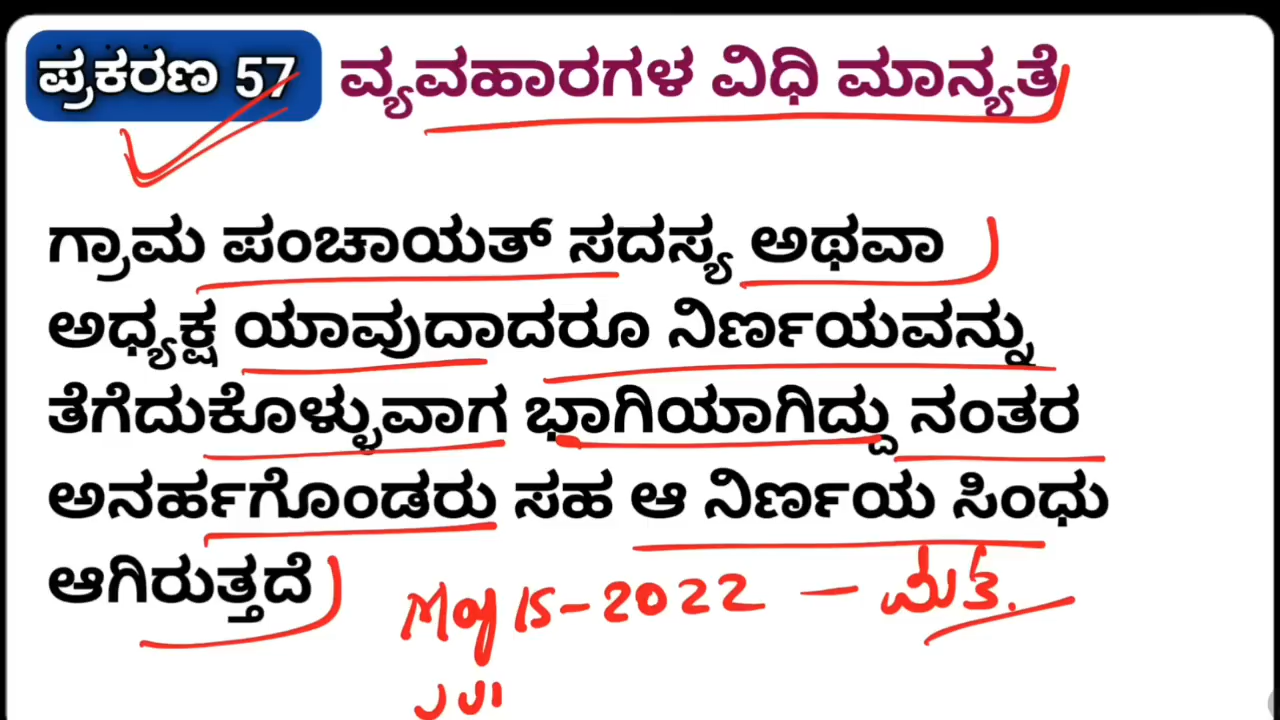 ಪ್ರಕರಣ 57 ವ್ಯವಹಾರಗಳ ವಿಧಿ ಮಾನ್ಯತೆ
ಗ್ರಾಮ ಪಂಚಾಯತ್ ಸದಸ್ಯ ಅಥವಾ
ಅಧ್ಯಕ್ಷ ಯಾವುದಾದರೂ ನಿರ್ಣಯವನ್ನು
ತೆಗೆದುಕೊಳ್ಳುವಾಗ ಭಾಗಿಯಾಗಿದ್ದು ನಂತರ
ಅನರ್ಹಗೊಂಡರು ಸಹ ಆ ನಿರ್ಣಯ ಸಿಂಧು
ಆಗಿರುತ್ತದೆ
May 15-2022 –